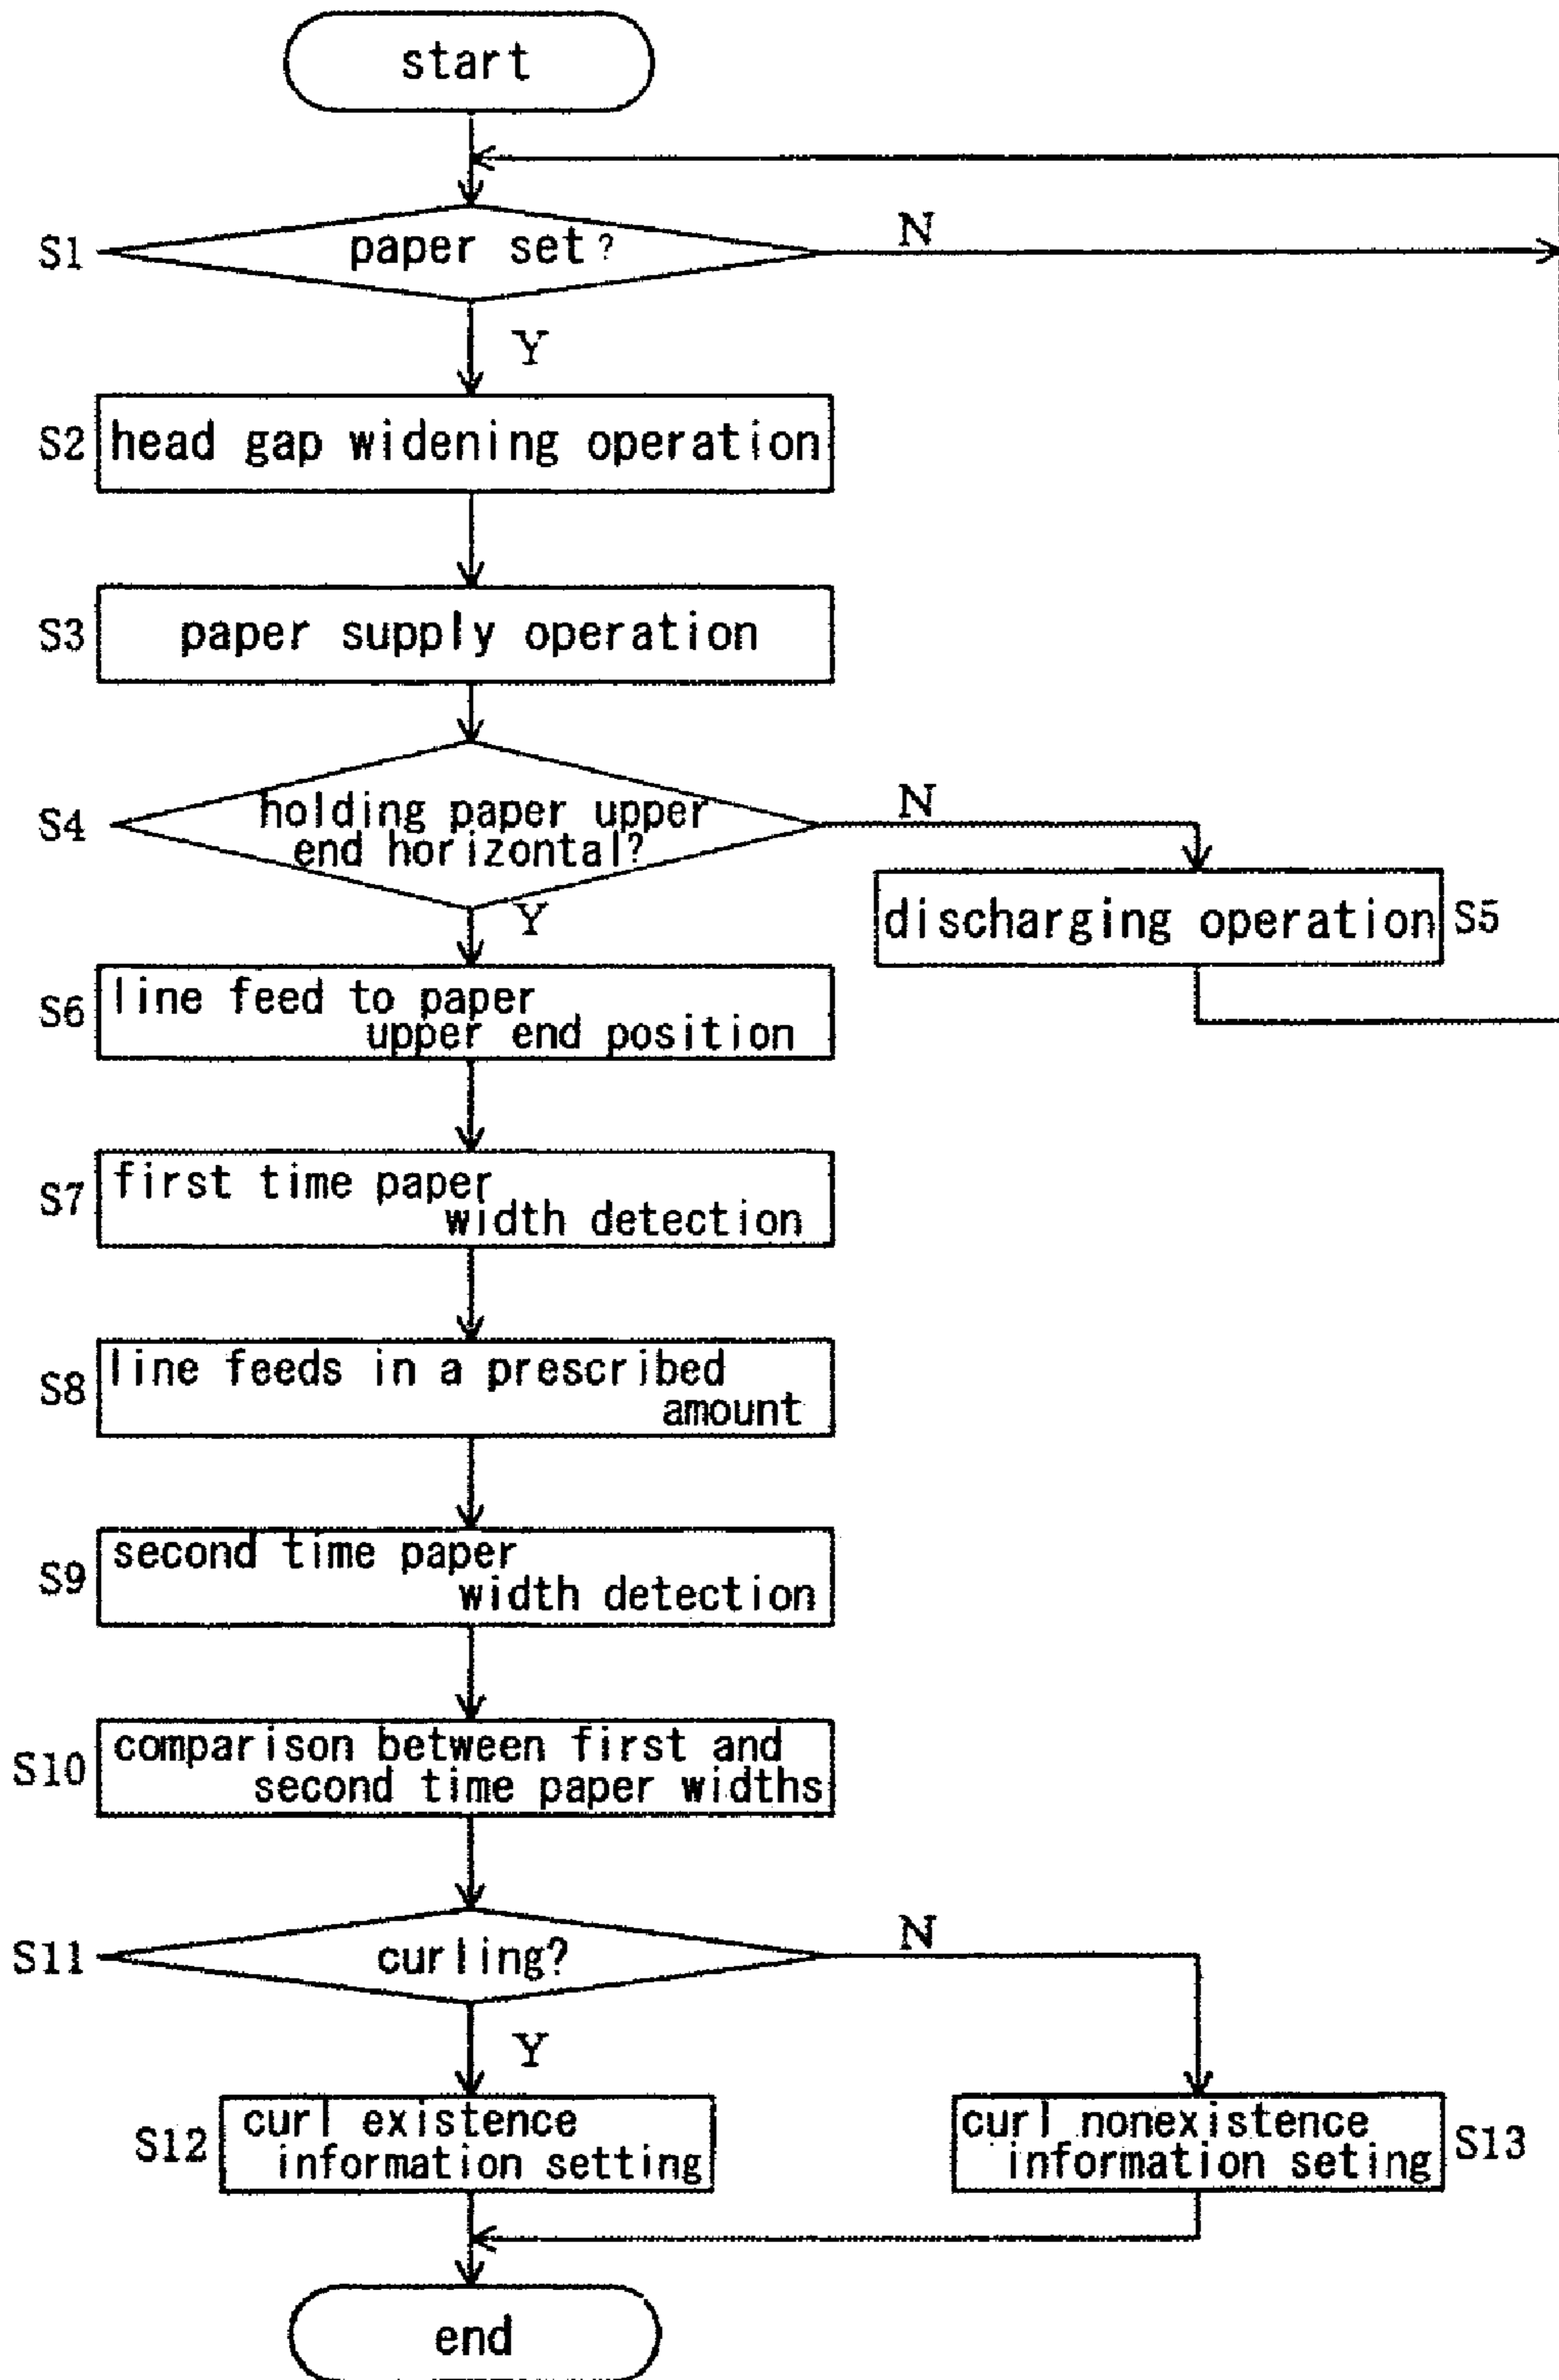 start
S1
paper set?
N
Y
S2
head gap widening operation
S3
paper supply operation
S4
holding paper upper
end horizontal?
N
Y
discharging operation
S5
S6
line feed to paper
upper end position
S7
first time paper
width detection
S8
line feeds in a prescribed
amount
S9
second time paper
width detection
S10
comparison between first and
second time paper widths
S11
curling?
N
Y
S12
curl existence
information setting
curl nonexistence
information seting
S13
end